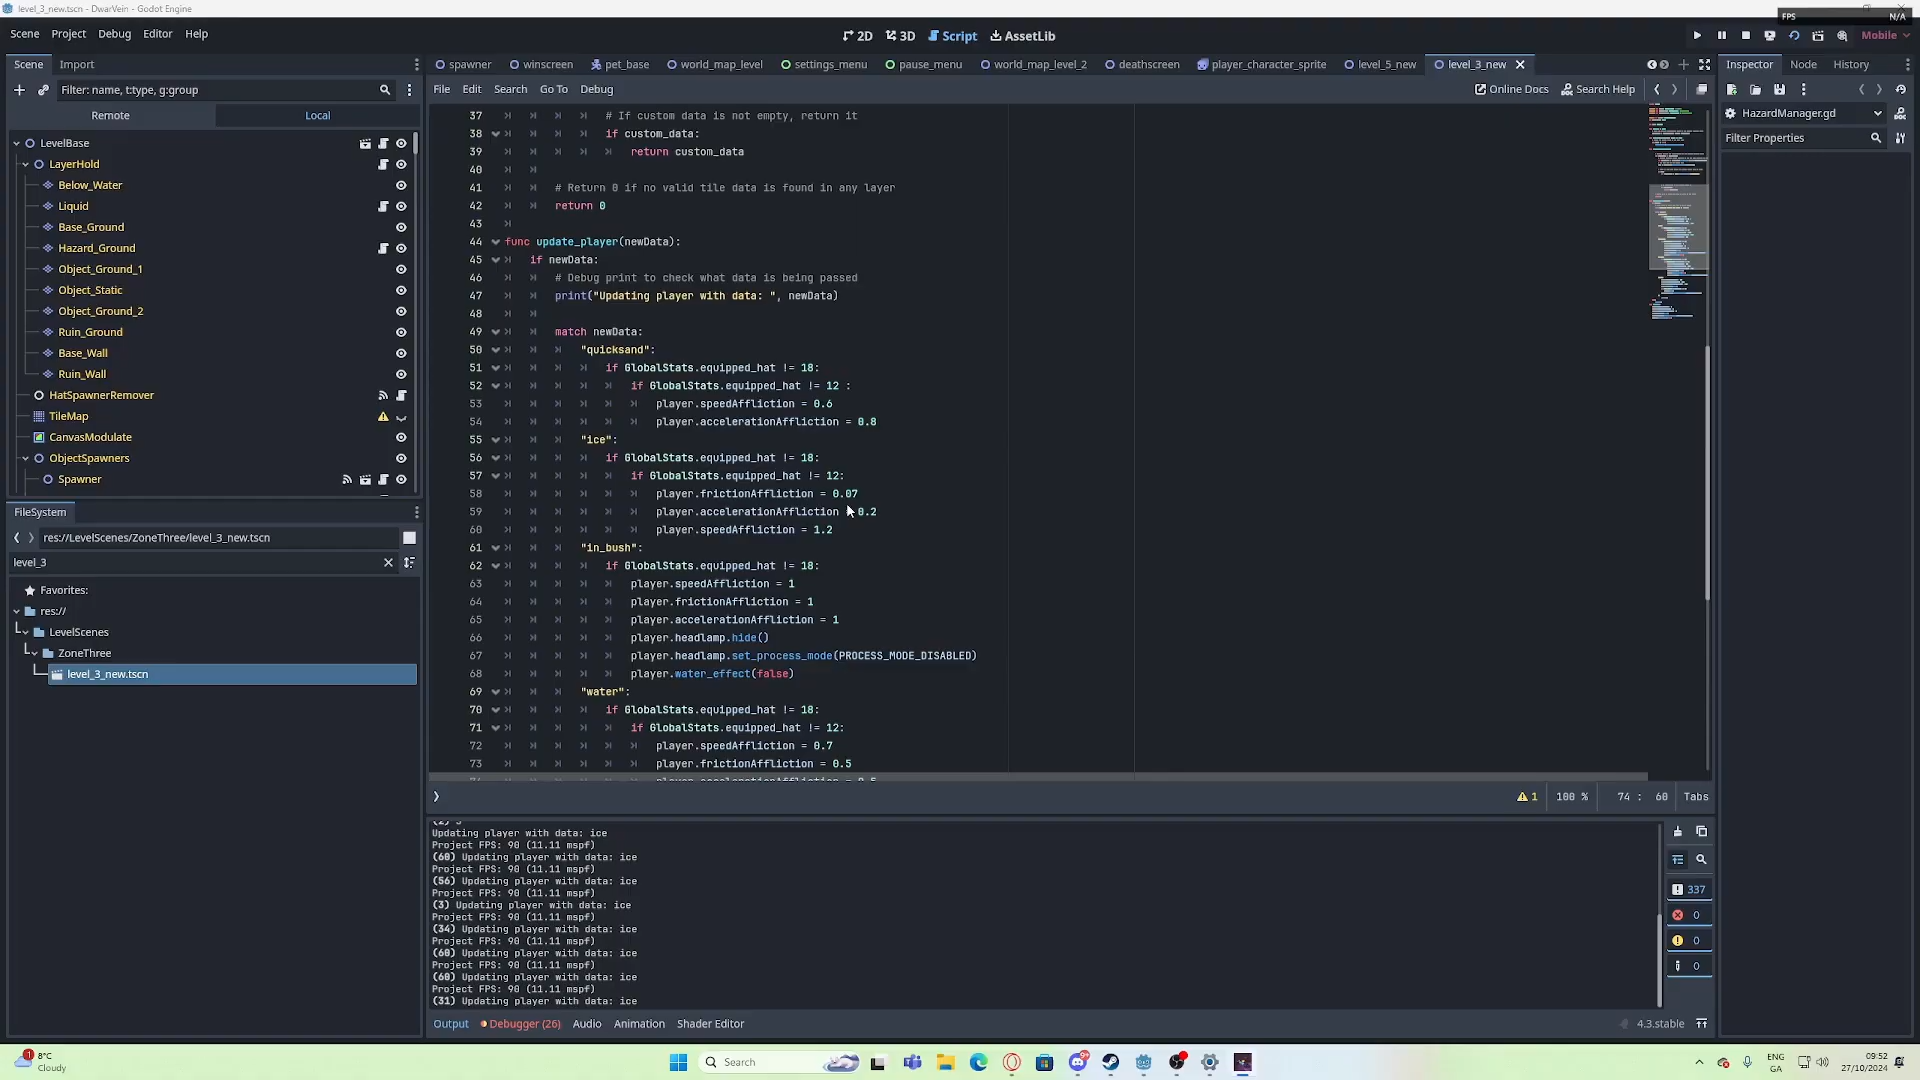 level_3_new.tscn - DwarVein - Godot Engine
FPS N/A
Scene Project Debug Editor Help
2D 3D Script AssetLib
Mobile
Scene Import
spawner winscreen pet_base world_map_level settings_menu pause_menu world_map_level_2 deathscreen player_character_sprite level_5_new level_3_new
Inspector Node History
Filter: name, t:type, g:group
File Edit Search Go To Debug
Online Docs Search Help
Remote Local
HazardManager.gd
Filter Properties
LevelBase
LayerHold
Below_Water
Liquid
Base_Ground
Hazard_Ground
Object_Ground_1
Object_Static
Object_Ground_2
Ruin_Ground
Base_Wall
Ruin_Wall
HatSpawnerRemover
TileMap
CanvasModulate
ObjectSpawners
Spawner
FileSystem
res://LevelScenes/ZoneThree/level_3_new.tscn
level_3
Favorites:
res://
LevelScenes
ZoneThree
level_3_new.tscn
37 # If custom data is not empty, return it
38 if custom_data:
39 return custom_data
40
41 # Return 0 if no valid tile data is found in any layer
42 return 0
43
44 func update_player(newData):
45 if newData:
46 # Debug print to check what data is being passed
47 print("Updating player with data: ", newData)
48
49 match newData:
50 "quicksand":
51 if GlobalStats.equipped_hat != 18:
52 if GlobalStats.equipped_hat != 12 :
53 player.speedAffliction = 0.6
54 player.accelerationAffliction = 0.8
55 "ice":
56 if GlobalStats.equipped_hat != 18:
57 if GlobalStats.equipped_hat != 12:
58 player.frictionAffliction = 0.07
59 player.accelerationAffliction = 0.2
60 player.speedAffliction = 1.2
61 "in_bush":
62 if GlobalStats.equipped_hat != 18:
63 player.speedAffliction = 1
64 player.frictionAffliction = 1
65 player.accelerationAffliction = 1
66 player.headlamp.hide()
67 player.headlamp.set_process_mode(PROCESS_MODE_DISABLED)
68 player.water_effect(false)
69 "water":
70 if GlobalStats.equipped_hat != 18:
71 if GlobalStats.equipped_hat != 12:
72 player.speedAffliction = 0.7
73 player.frictionAffliction = 0.5
1 100 % 74 : 60 Tabs
Updating player with data: ice
Project FPS: 90 (11.11 mspf)
(60) Updating player with data: ice
Project FPS: 90 (11.11 mspf)
(56) Updating player with data: ice
Project FPS: 90 (11.11 mspf)
(3) Updating player with data: ice
Project FPS: 90 (11.11 mspf)
(34) Updating player with data: ice
Project FPS: 90 (11.11 mspf)
(60) Updating player with data: ice
Project FPS: 90 (11.11 mspf)
(60) Updating player with data: ice
Project FPS: 90 (11.11 mspf)
(31) Updating player with data: ice
337
0
0
0
Output Debugger (26) Audio Animation Shader Editor
4.3.stable
8°C
Cloudy
Search
ENG
GA
09:52
27/10/2024